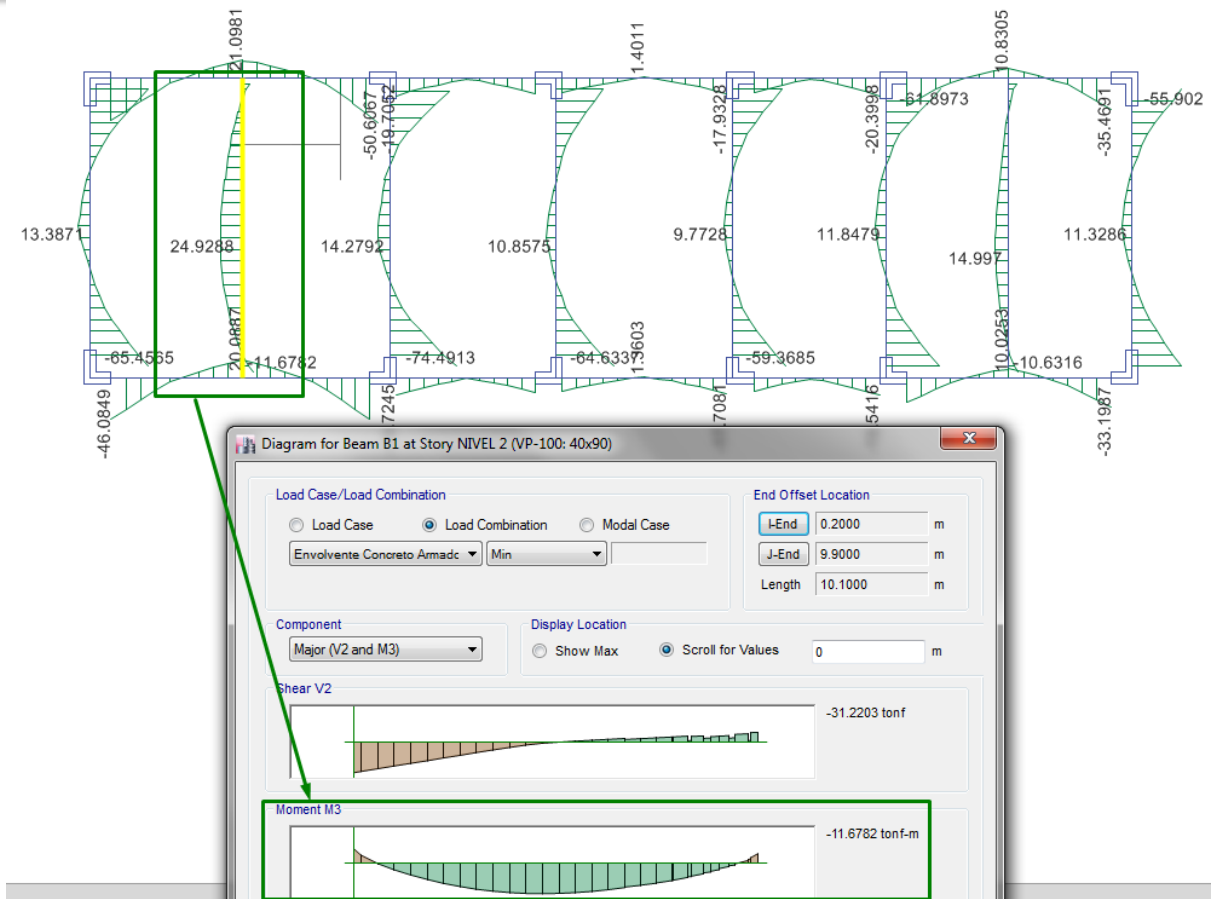 21.0981
1.4011
10.8305
-50.6067
-19.7052
-17.9328
-20.3998
-61.8973
-35.4691
-55.902
13.3871
24.9288
14.2792
10.8575
9.7728
11.8479
14.997
11.3286
-65.4565
20.0887
-11.6782
-74.4913
-64.6337
1.3603
-59.3685
10.0253
-10.6316
-46.0849
.7245
.7081
.5416
-33.1987
Diagram for Beam B1 at Story NIVEL 2 (VP-100: 40x90)
Load Case/Load Combination
Load Case Load Combination Modal Case
Envolvente Concreto Armadc Min
End Offset Location
I-End 0.2000 m
J-End 9.9000 m
Length 10.1000 m
Component
Major (V2 and M3)
Display Location
Show Max Scroll for Values 0 m
Shear V2
-31.2203 tonf
Moment M3
-11.6782 tonf-m